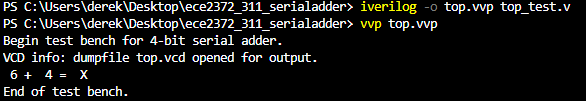 PS C:\Users\derek\Desktop\ece2372_311_serialadder> iverilog -o top.vvp top_test.v
PS C:\Users\derek\Desktop\ece2372_311_serialadder> vvp top.vvp
Begin test bench for 4-bit serial adder.
VCD info: dumpfile top.vcd opened for output.
 6 +  4 =  X
End of test bench.